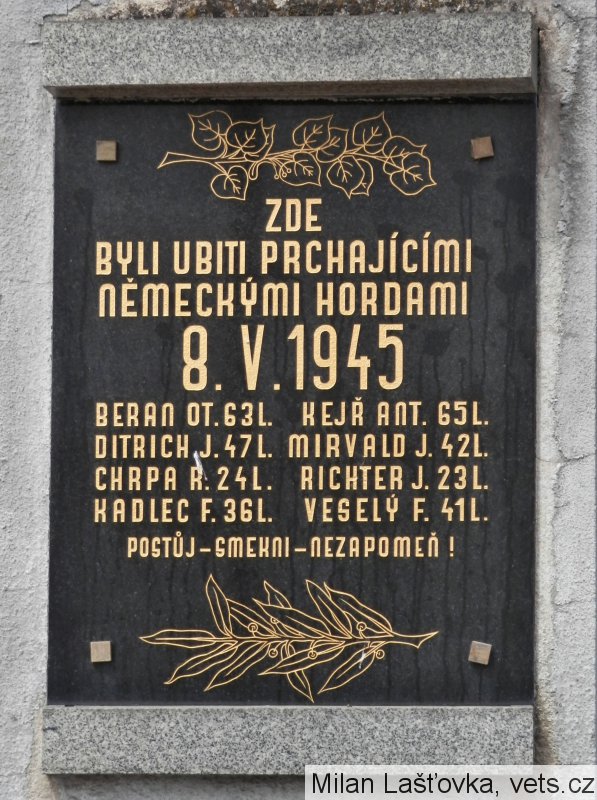 ZDE
BYLI UBITI PRCHAJÍCÍMI
NĚMECKÝMI HORDAMI
8. V. 1945
BERAN OT. 63L. KEJŘ ANT. 65L.
DITRICH J. 47L. MIRVALD J. 42L.
CHRPA R. 24L. RICHTER J. 23L.
KADLEC F. 36L. VESELÝ F. 41L.
POSTŮJ-SMEKNI-NEZAPOMEŇ!
Milan Lašťovka, vets.cz